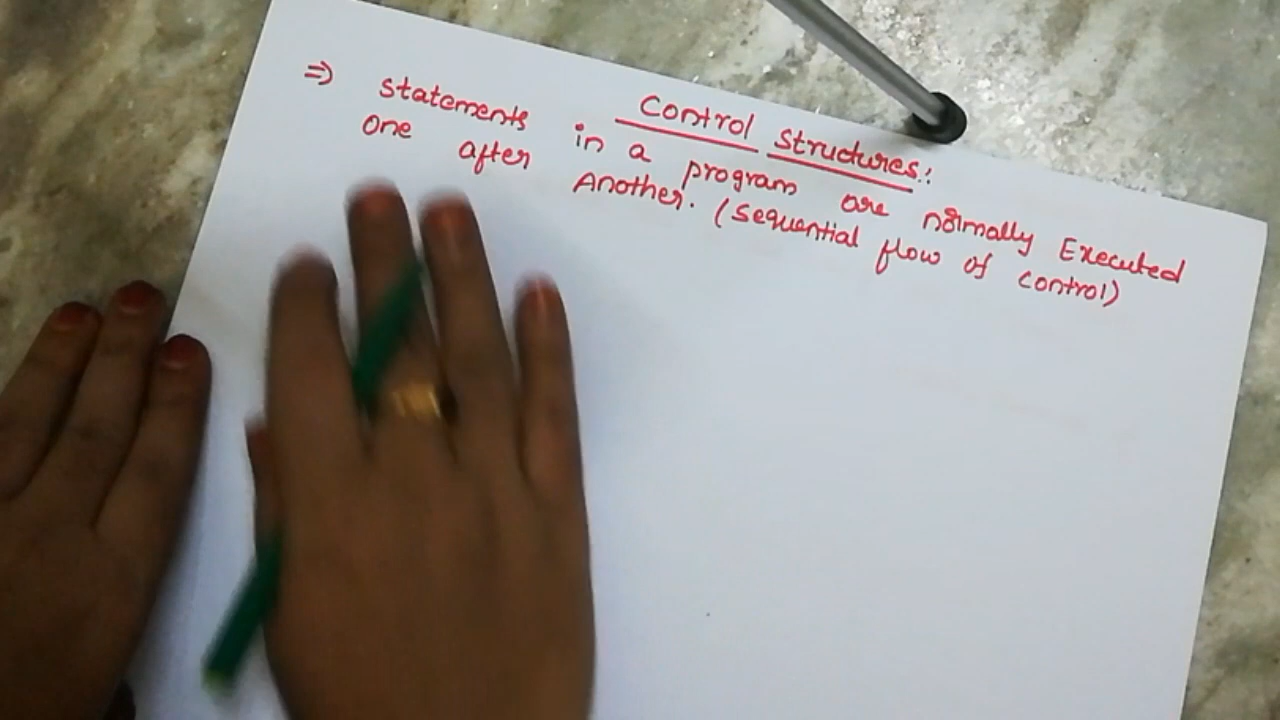 Control Structures:
⇒ statements in a program are normally Executed
one after Another. (sequential flow of control)